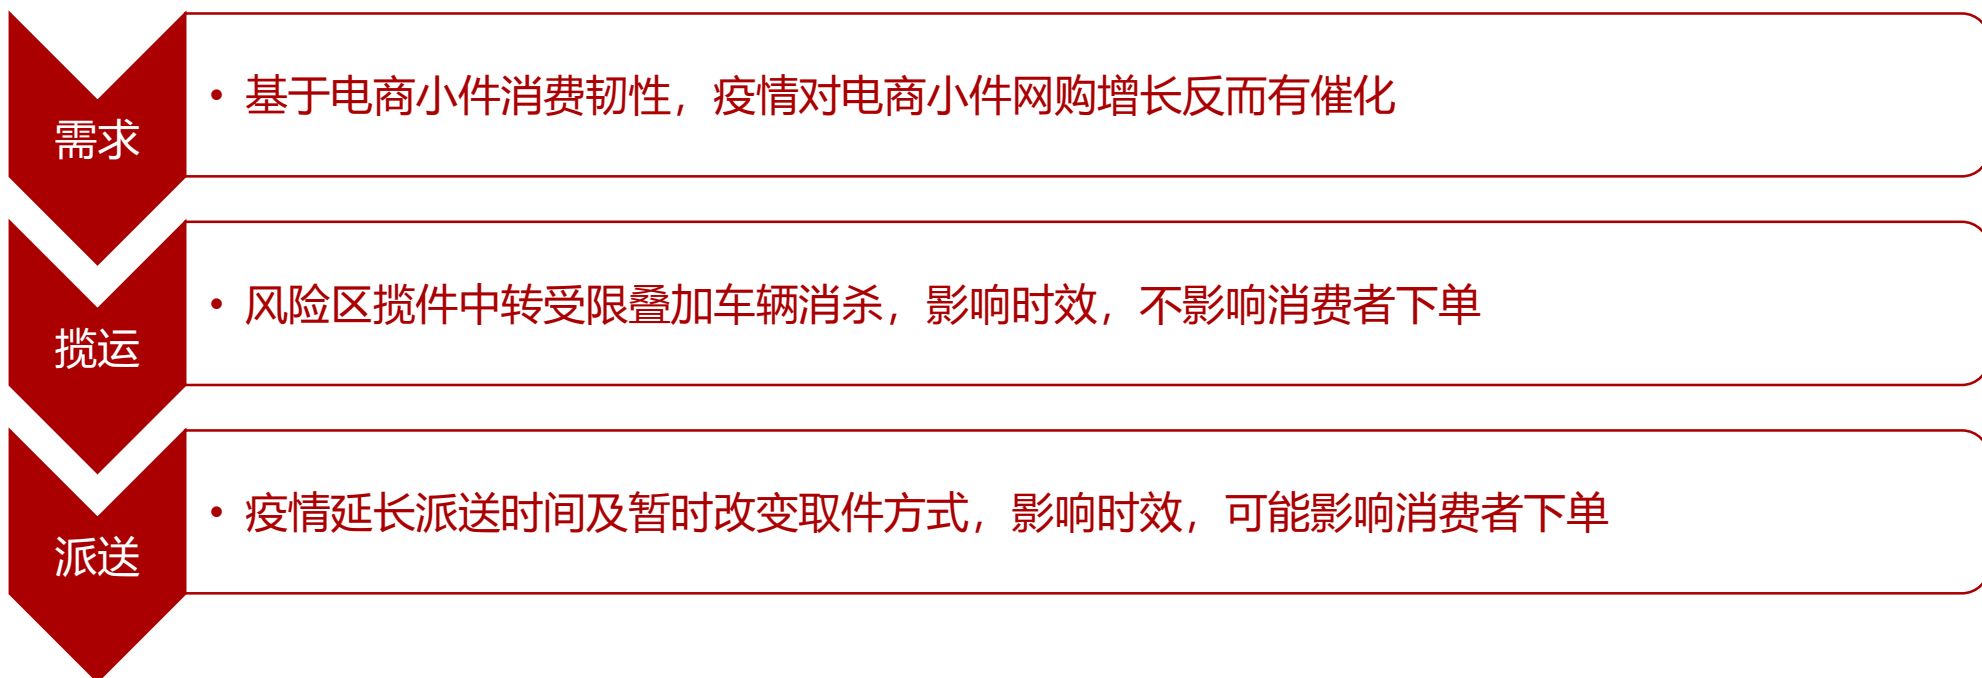 需求
• 基于电商小件消费韧性，疫情对电商小件网购增长反而有催化
揽运
• 风险区揽件中转受限叠加车辆消杀，影响时效，不影响消费者下单
派送
• 疫情延长派送时间及暂时改变取件方式，影响时效，可能影响消费者下单